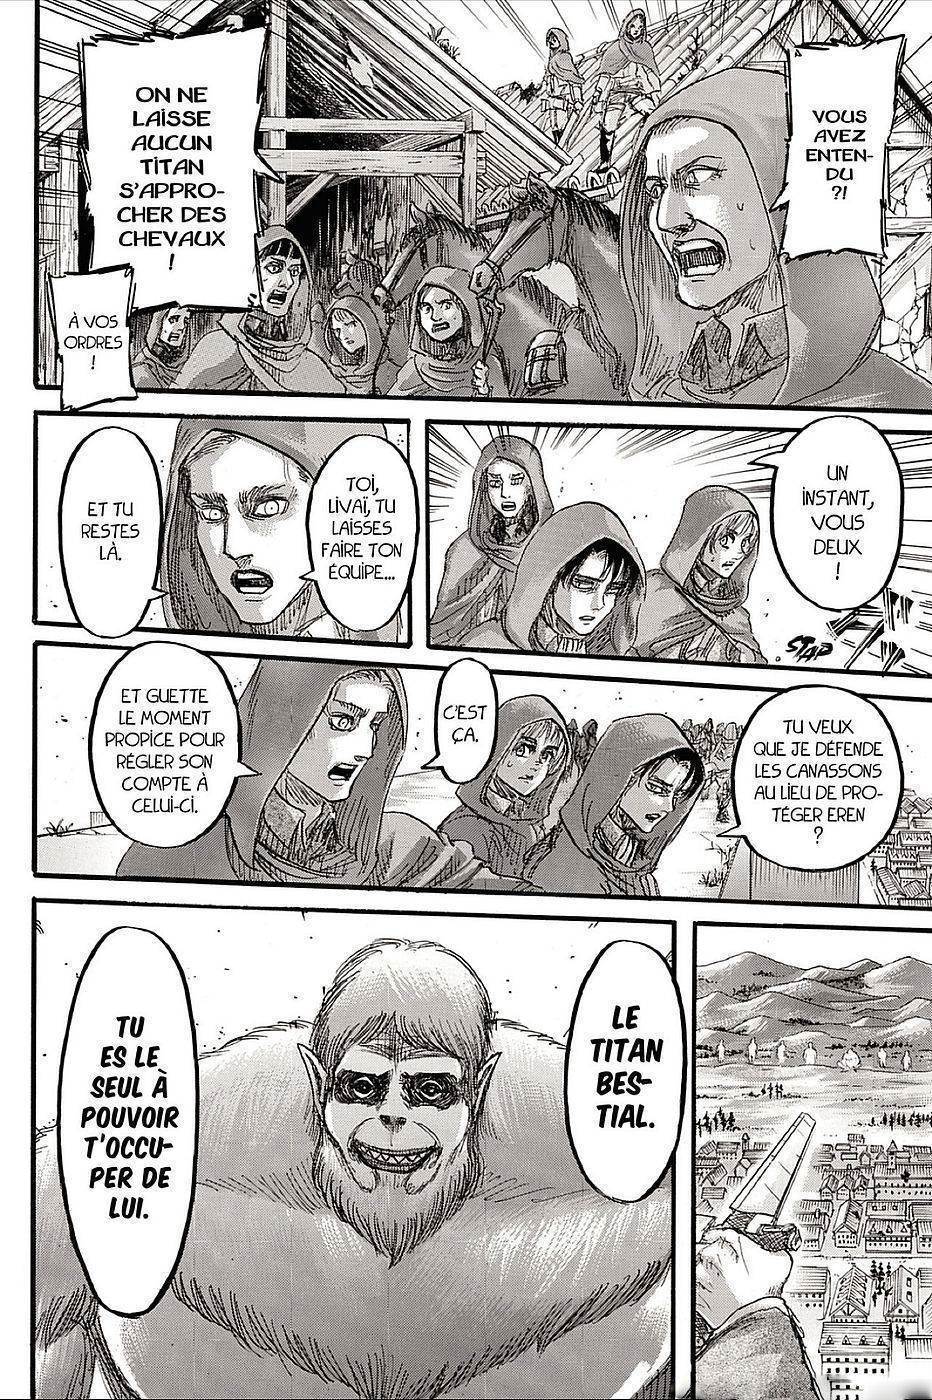 VOUS
AVEZ
ENTEN-
DU ?!
ON NE
LAISSE
AUCUN
TITAN
S'APPRO-
CHER DES
CHEVAUX
!
À VOS
ORDRES
!
UN
INSTANT,
VOUS
DEUX
!
STAP
TOI,
LIVAÏ, TU
LAISSES
FAIRE TON
ÉQUIPE...
ET TU
RESTES
LÀ.
TU VEUX
QUE JE DÉFENDE
LES CANASSONS
AU LIEU DE PRO-
TÉGER EREN
?
C'EST
ÇA.
ET GUETTE
LE MOMENT
PROPICE POUR
RÉGLER SON
COMPTE À
CELUI-CI.
LE
TITAN
BES-
TIAL.
TU
ES LE
SEUL À
POUVOIR
T'OCCU-
PER DE
LUI.